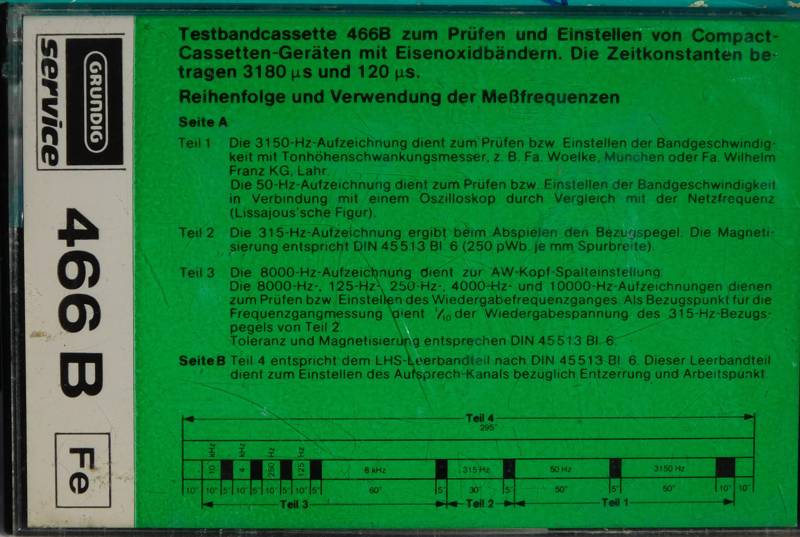 Testbandcassette 466B zum Prüfen und Einstellen von Compact-
Cassetten-Geräten mit Eisenoxidbändern. Die Zeitkonstanten be-
tragen 3180 µs und 120 µs.
Reihenfolge und Verwendung der Meßfrequenzen
Seite A
Teil 1 Die 3150-Hz-Aufzeichnung dient zum Prüfen bzw. Einstellen der Bandgeschwindig-
keit mit Tonhöhenschwankungsmesser, z. B. Fa. Woelke, München oder Fa. Wilhelm
Franz KG, Lahr.
Die 50-Hz-Aufzeichnung dient zum Prüfen bzw. Einstellen der Bandgeschwindigkeit
in Verbindung mit einem Oszilloskop durch Vergleich mit der Netzfrequenz
(Lissajous'sche Figur).
Teil 2 Die 315-Hz-Aufzeichnung ergibt beim Abspielen den Bezugspegel. Die Magneti-
sierung entspricht DIN 45513 Bl. 6 (250 pWb. je mm Spurbreite).
Teil 3 Die 8000-Hz-Aufzeichnung dient zur AW-Kopf-Spalteinstellung.
Die 8000-Hz-, 125-Hz-, 250-Hz-, 4000-Hz- und 10000-Hz-Aufzeichnungen dienen
zum Prüfen bzw. Einstellen des Wiedergabefrequenzganges. Als Bezugspunkt für die
Frequenzgangmessung dient 1/10 der Wiedergabespannung des 315-Hz-Bezugs-
pegels von Teil 2.
Toleranz und Magnetisierung entsprechen DIN 45513 Bl. 6.
Seite B Teil 4 entspricht dem LHS-Leerbandteil nach DIN 45513 Bl. 6. Dieser Leerbandteil
dient zum Einstellen des Aufsprech-Kanals bezüglich Entzerrung und Arbeitspunkt.
Teil 4
295"
10 kHz 4 kHz 250 Hz 125 Hz 8 kHz 315 Hz 50 Hz 3150 Hz
10" 10" 5" 10" 5" 10" 5" 10" 5" 60" 5" 30" 5" 50" 5" 50" 10" 10"
Teil 3 Teil 2 Teil 1
GRUNDIG
service
466 B
Fe